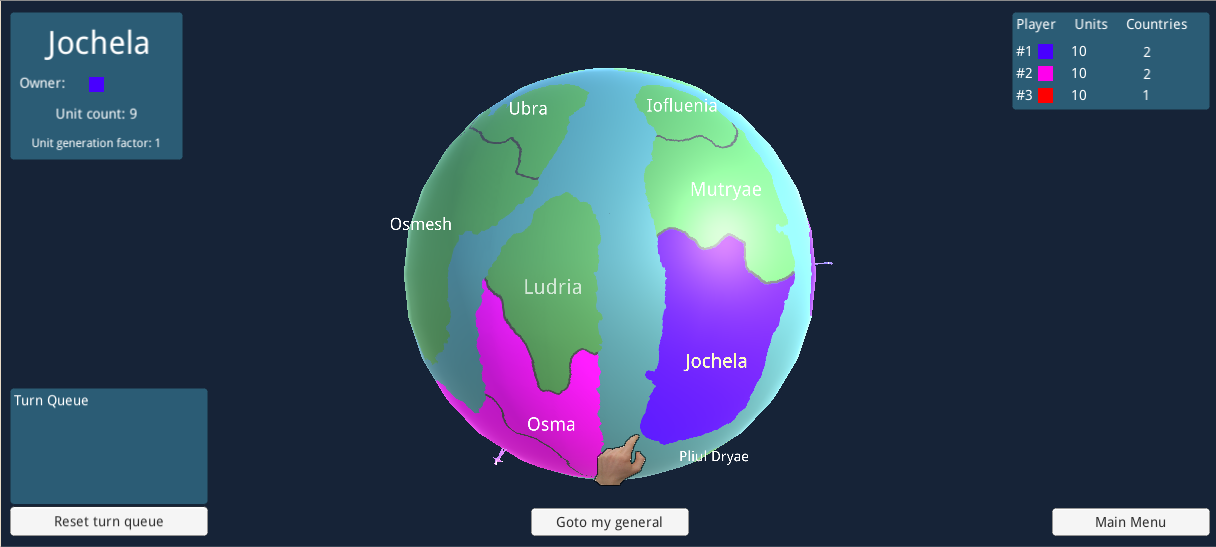 Jochela
Owner:
Unit count: 9
Unit generation factor: 1
Player Units Countries
#1 10 2
#2 10 2
#3 10 1
Ubra
Iofluenia
Mutryae
Osmesh
Ludria
Jochela
Osma
Pliul Dryae
Turn Queue
Reset turn queue
Goto my general
Main Menu